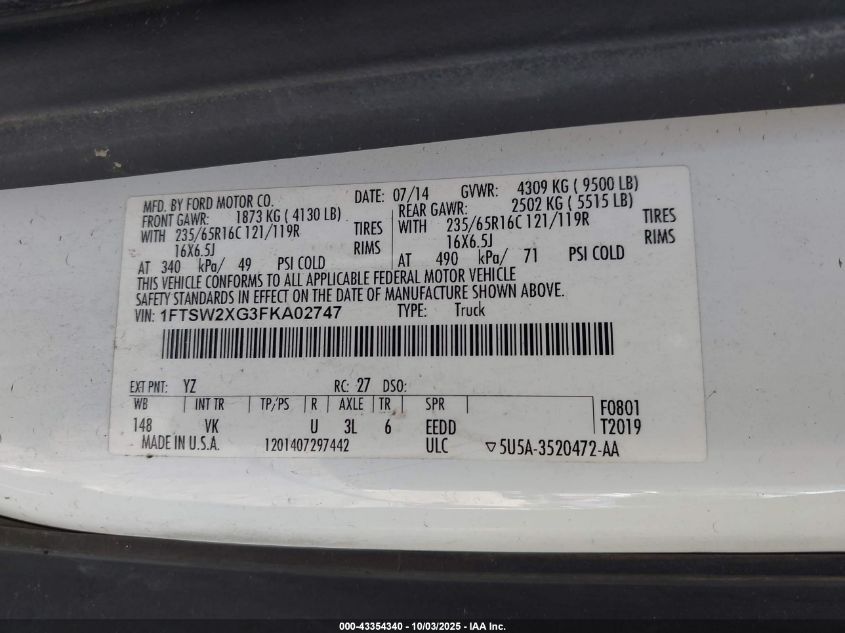 MFD. BY FORD MOTOR CO. DATE: 07/14 GVWR: 4309 KG ( 9500 LB)
FRONT GAWR: 1873 KG ( 4130 LB) REAR GAWR: 2502 KG ( 5515 LB)
WITH 235/65R16C 121/119R TIRES WITH 235/65R16C 121/119R TIRES
16X6.5J RIMS 16X6.5J RIMS
AT 340 kPa/ 49 PSI COLD AT 490 kPa/ 71 PSI COLD
THIS VEHICLE CONFORMS TO ALL APPLICABLE FEDERAL MOTOR VEHICLE
SAFETY STANDARDS IN EFFECT ON THE DATE OF MANUFACTURE SHOWN ABOVE.
VIN: 1FTSW2XG3FKA02747 TYPE: Truck
EXT PNT: YZ RC: 27 DSO:
WB INT TR TP/PS R AXLE TR SPR F0801
148 VK U 3L 6 EEDD T2019
MADE IN U.S.A. 1201407297442 ULC ▽5U5A-3520472-AA
000-43354340 - 10/03/2025 - IAA Inc.